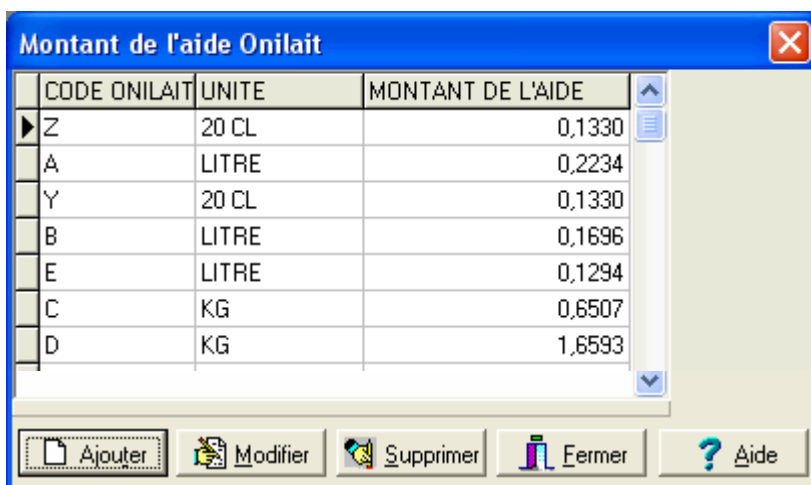 Montant de l'aide Onilait
CODE ONILAIT UNITE MONTANT DE L'AIDE
Z 20 CL 0,1330
A LITRE 0,2234
Y 20 CL 0,1330
B LITRE 0,1696
E LITRE 0,1294
C KG 0,6507
D KG 1,6593
Ajouter Modifier Supprimer Fermer ? Aide